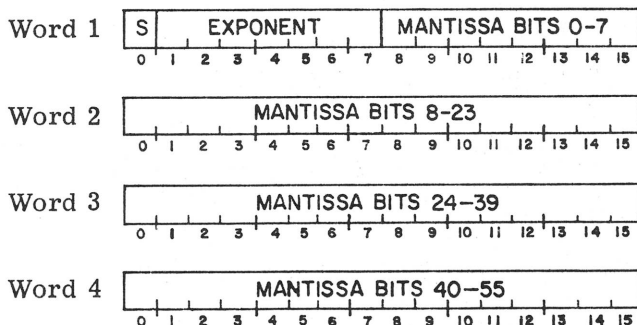 Word 1 S EXPONENT MANTISSA BITS 0-7
0 1 2 3 4 5 6 7 8 9 10 11 12 13 14 15
Word 2 MANTISSA BITS 8-23
0 1 2 3 4 5 6 7 8 9 10 11 12 13 14 15
Word 3 MANTISSA BITS 24-39
0 1 2 3 4 5 6 7 8 9 10 11 12 13 14 15
Word 4 MANTISSA BITS 40-55
0 1 2 3 4 5 6 7 8 9 10 11 12 13 14 15